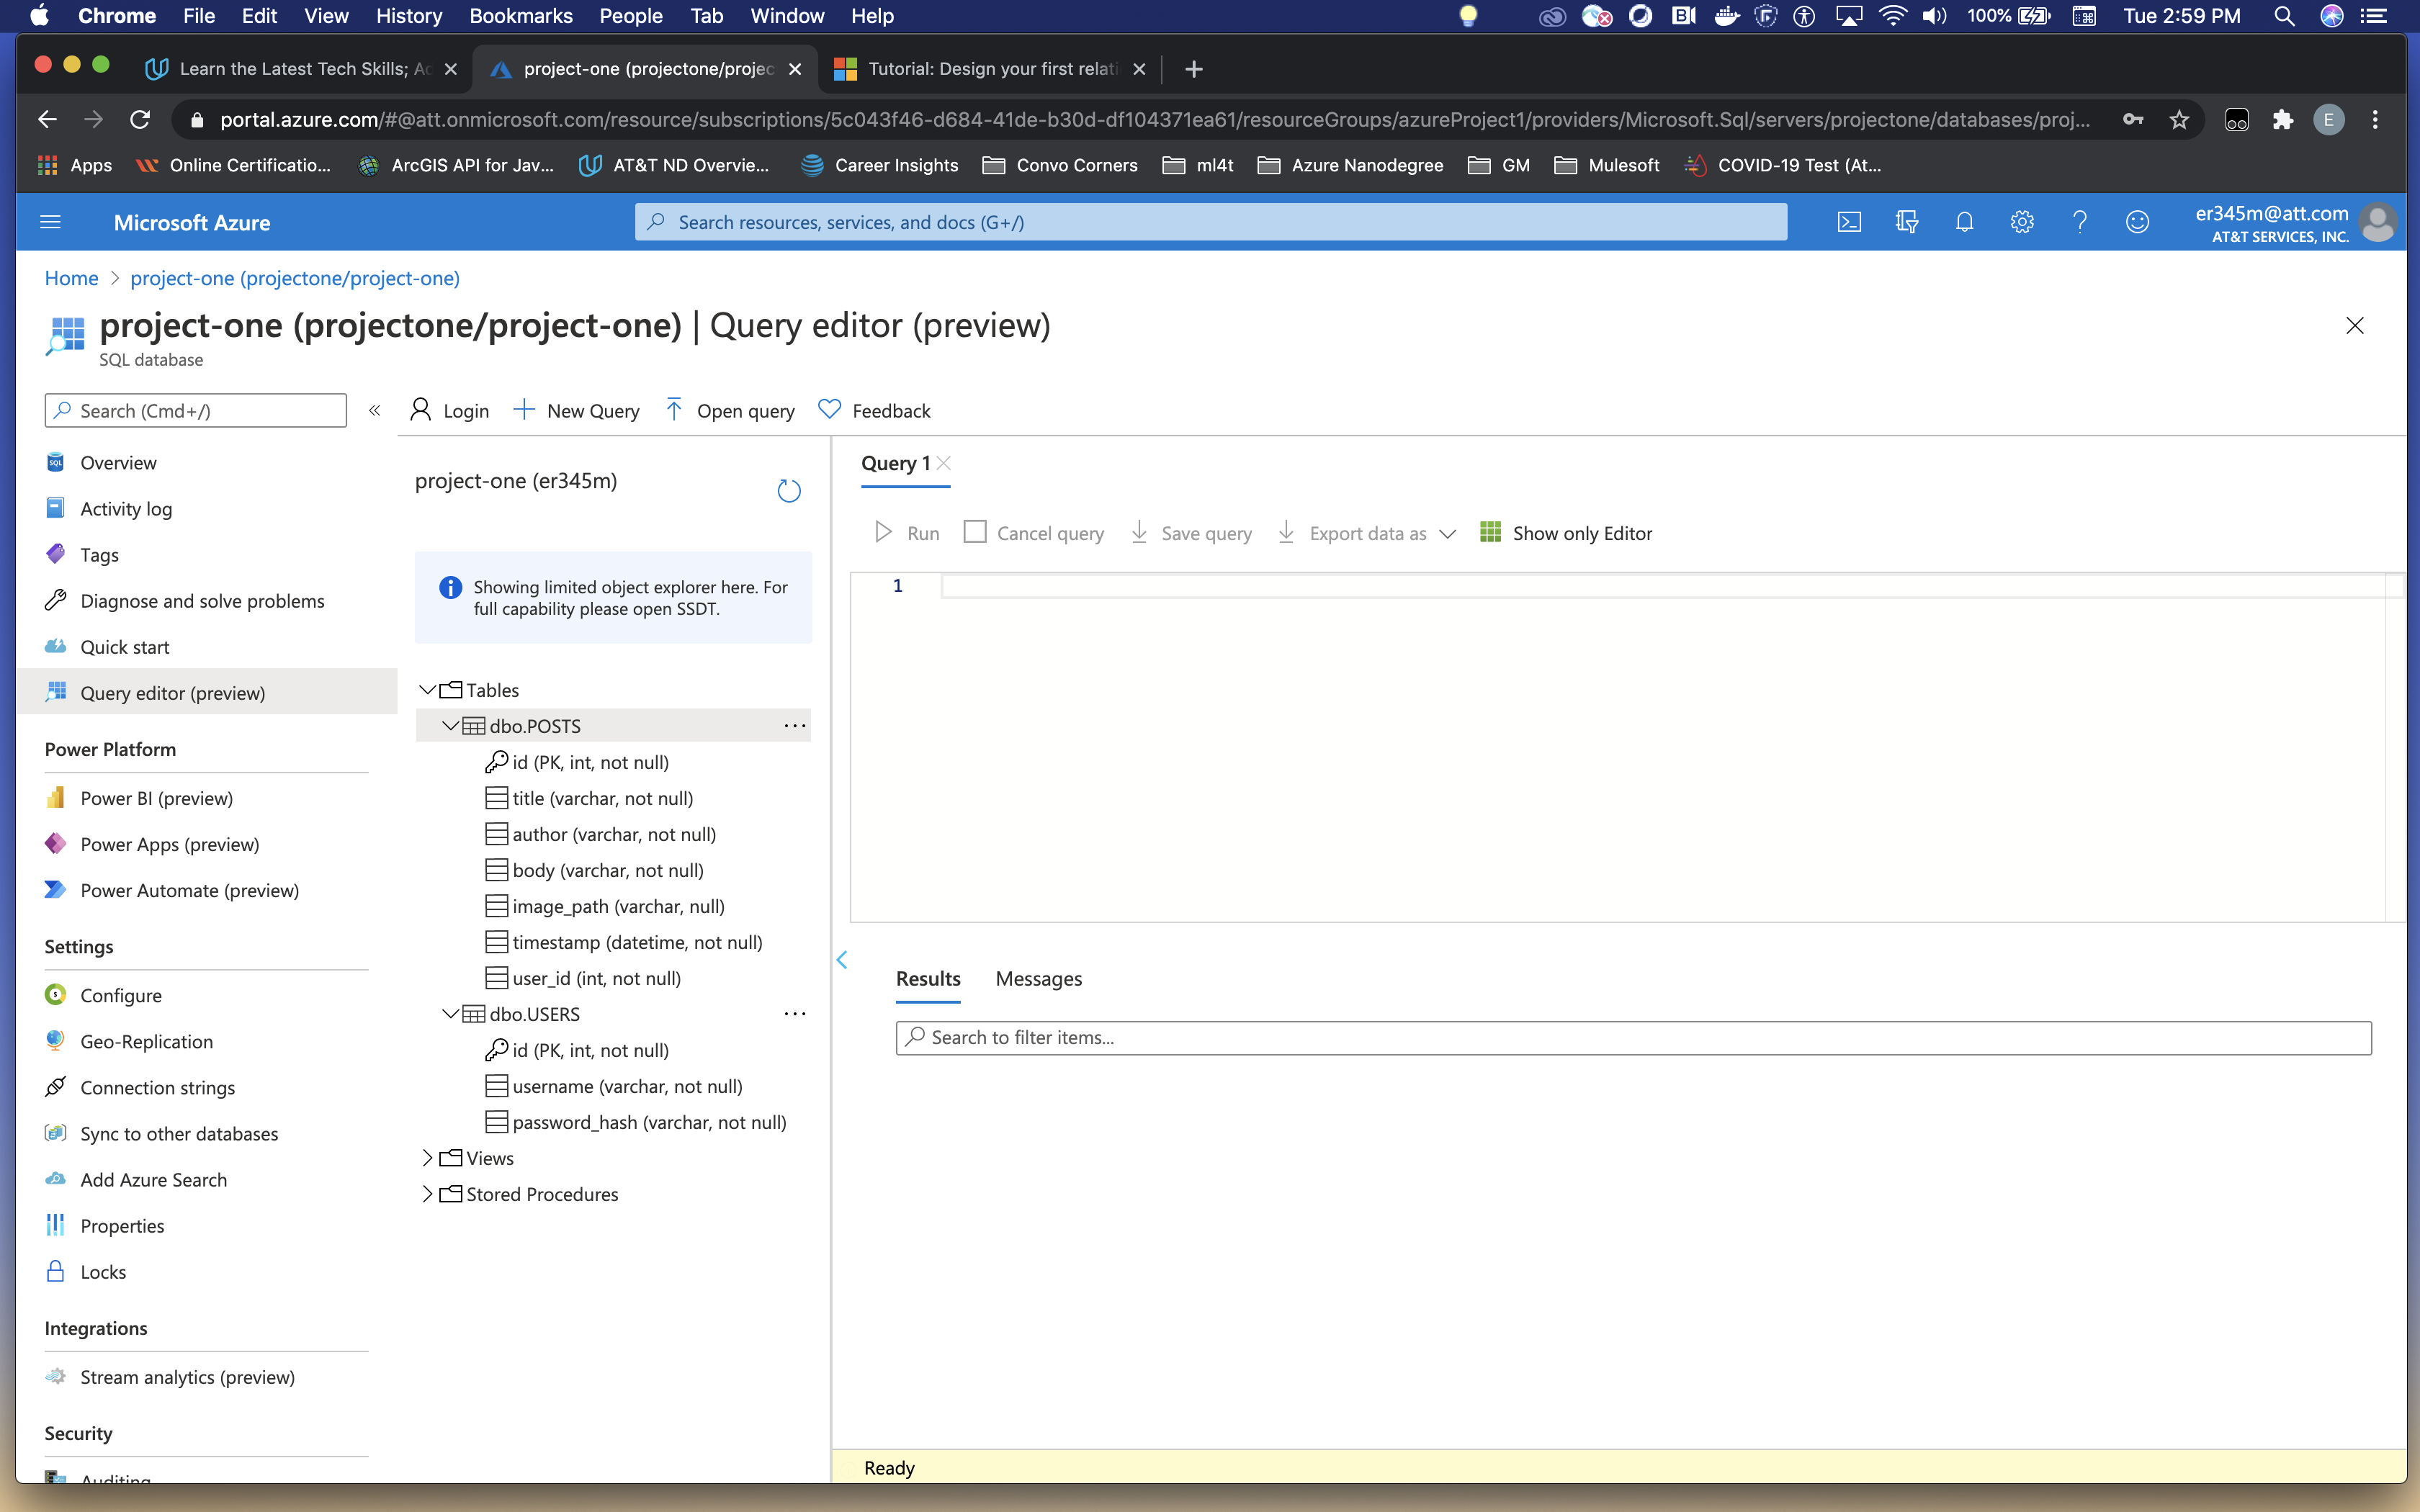 Chrome File Edit View History Bookmarks People Tab Window Help 100% Tue 2:59 PM
Learn the Latest Tech Skills; Ac project-one (projectone/projec Tutorial: Design your first relati
portal.azure.com/#@att.onmicrosoft.com/resource/subscriptions/5c043f46-d684-41de-b30d-df104371ea61/resourceGroups/azureProject1/providers/Microsoft.Sql/servers/projectone/databases/proj... E
Apps Online Certificatio... ArcGIS API for Jav... AT&T ND Overvie... Career Insights Convo Corners ml4t Azure Nanodegree GM Mulesoft COVID-19 Test (At...
Microsoft Azure Search resources, services, and docs (G+/) er345m@att.com
AT&T SERVICES, INC.
Home > project-one (projectone/project-one)
project-one (projectone/project-one) | Query editor (preview)
SQL database
Search (Cmd+/) « Login New Query Open query Feedback
Overview
Activity log
Tags
Diagnose and solve problems
Quick start
Query editor (preview)
Power Platform
Power BI (preview)
Power Apps (preview)
Power Automate (preview)
Settings
Configure
Geo-Replication
Connection strings
Sync to other databases
Add Azure Search
Properties
Locks
Integrations
Stream analytics (preview)
Security
Auditing
project-one (er345m)
Showing limited object explorer here. For
full capability please open SSDT.
Tables
dbo.POSTS ...
id (PK, int, not null)
title (varchar, not null)
author (varchar, not null)
body (varchar, not null)
image_path (varchar, null)
timestamp (datetime, not null)
user_id (int, not null)
dbo.USERS ...
id (PK, int, not null)
username (varchar, not null)
password_hash (varchar, not null)
Views
Stored Procedures
Query 1
Run Cancel query Save query Export data as Show only Editor
1
Results Messages
Search to filter items...
Ready